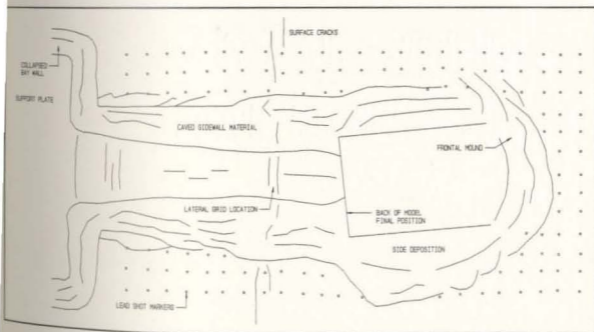 SURFACE CRACKS
COLLAPSED
BAY WALL
SUPPORT PLATE
CAVED SIDEWALL MATERIAL
FRONTAL MOUND
LATERAL GRID LOCATION
BACK OF MODEL
FINAL POSITION
SIDE DEPOSITION
LEAD SHOT MARKERS